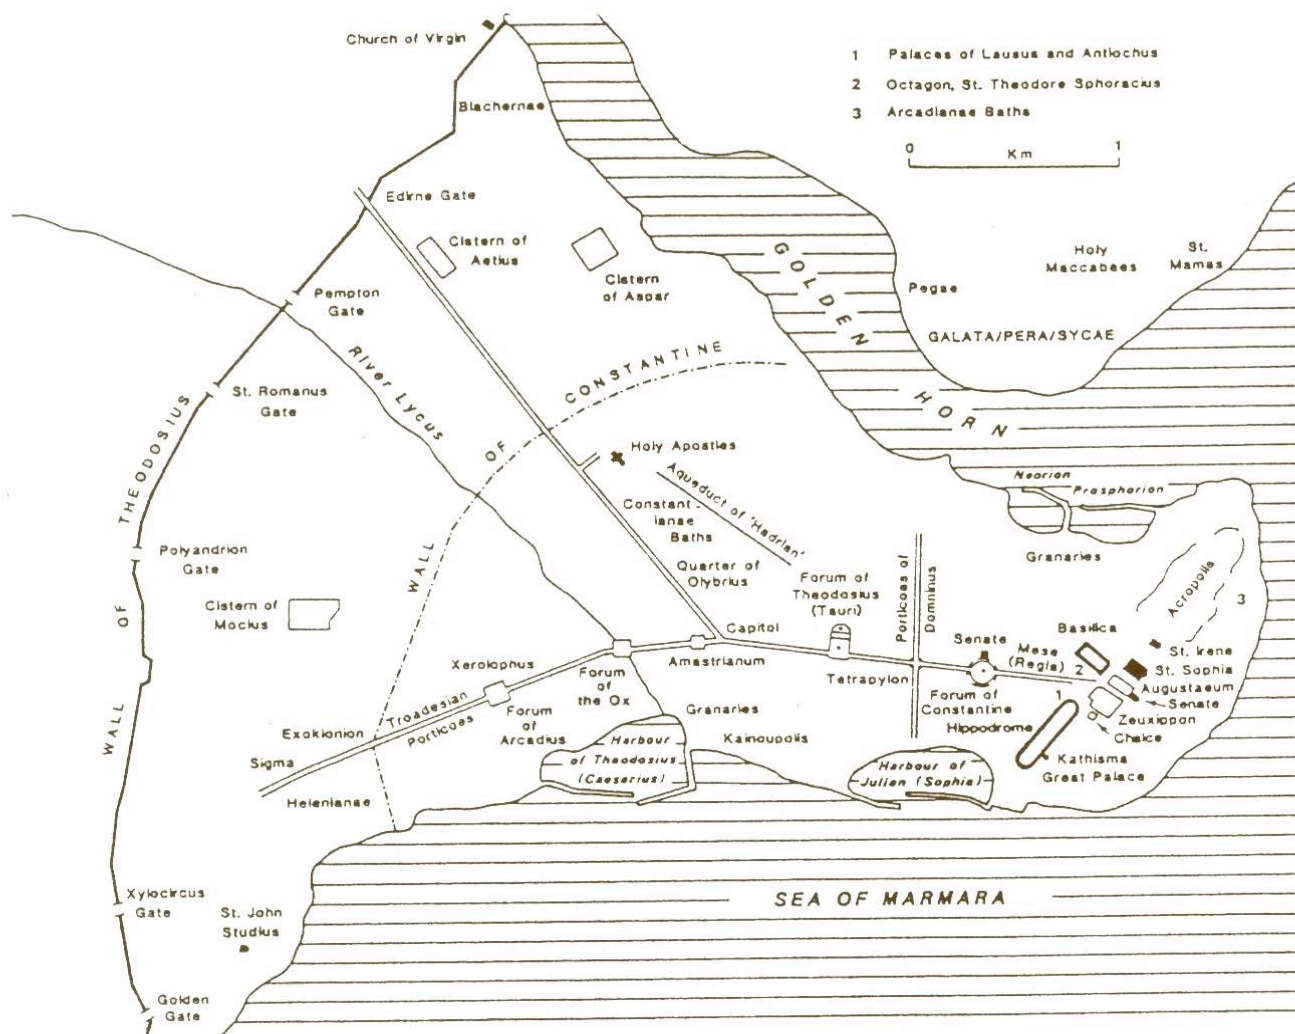 Church of Virgin
1 Palaces of Lausus and Antiochus
2 Octagon, St. Theodore Sphoracius
3 Arcadianae Baths
0 Km 1
Blachernae
Edirne Gate
Cistern of
Aetius
Cistern
of Aspar
GOLDEN
HORN
Holy
Maccabees
St.
Mamas
Pegae
GALATA/PERA/SYCAE
Pempton
Gate
River Lycus
WALL OF CONSTANTINE
St. Romanus
Gate
WALL OF THEODOSIUS
Holy Apostles
Aqueduct of 'Hadrian'
Constant-
ianae
Baths
Neorion
Prosphorion
Granaries
Acropolis
3
Polyandrion
Gate
Cistern of
Mocius
Quarter of
Olybrius
Forum of
Theodosius
(Tauri)
Porticoes of
Domninus
Capitol
Amastrianum
Tetrapylon
Senate
Forum of
Constantine
Mese
(Regia)
Basilica
2
St. Irene
St. Sophia
Augustaeum
Senate
Zeuxippon
Chalce
1
Hippodrome
Kathisma
Great Palace
Xerolophus
Forum
of
the Ox
Troadesian
Porticoes
Forum
of
Arcadius
Exokionion
Sigma
Helenianae
Granaries
Kainoupolis
Harbour
of Theodosius
(Caesarius)
Harbour of
Julian (Sophia)
SEA OF MARMARA
Xylocircus
Gate
St. John
Studius
Golden
Gate